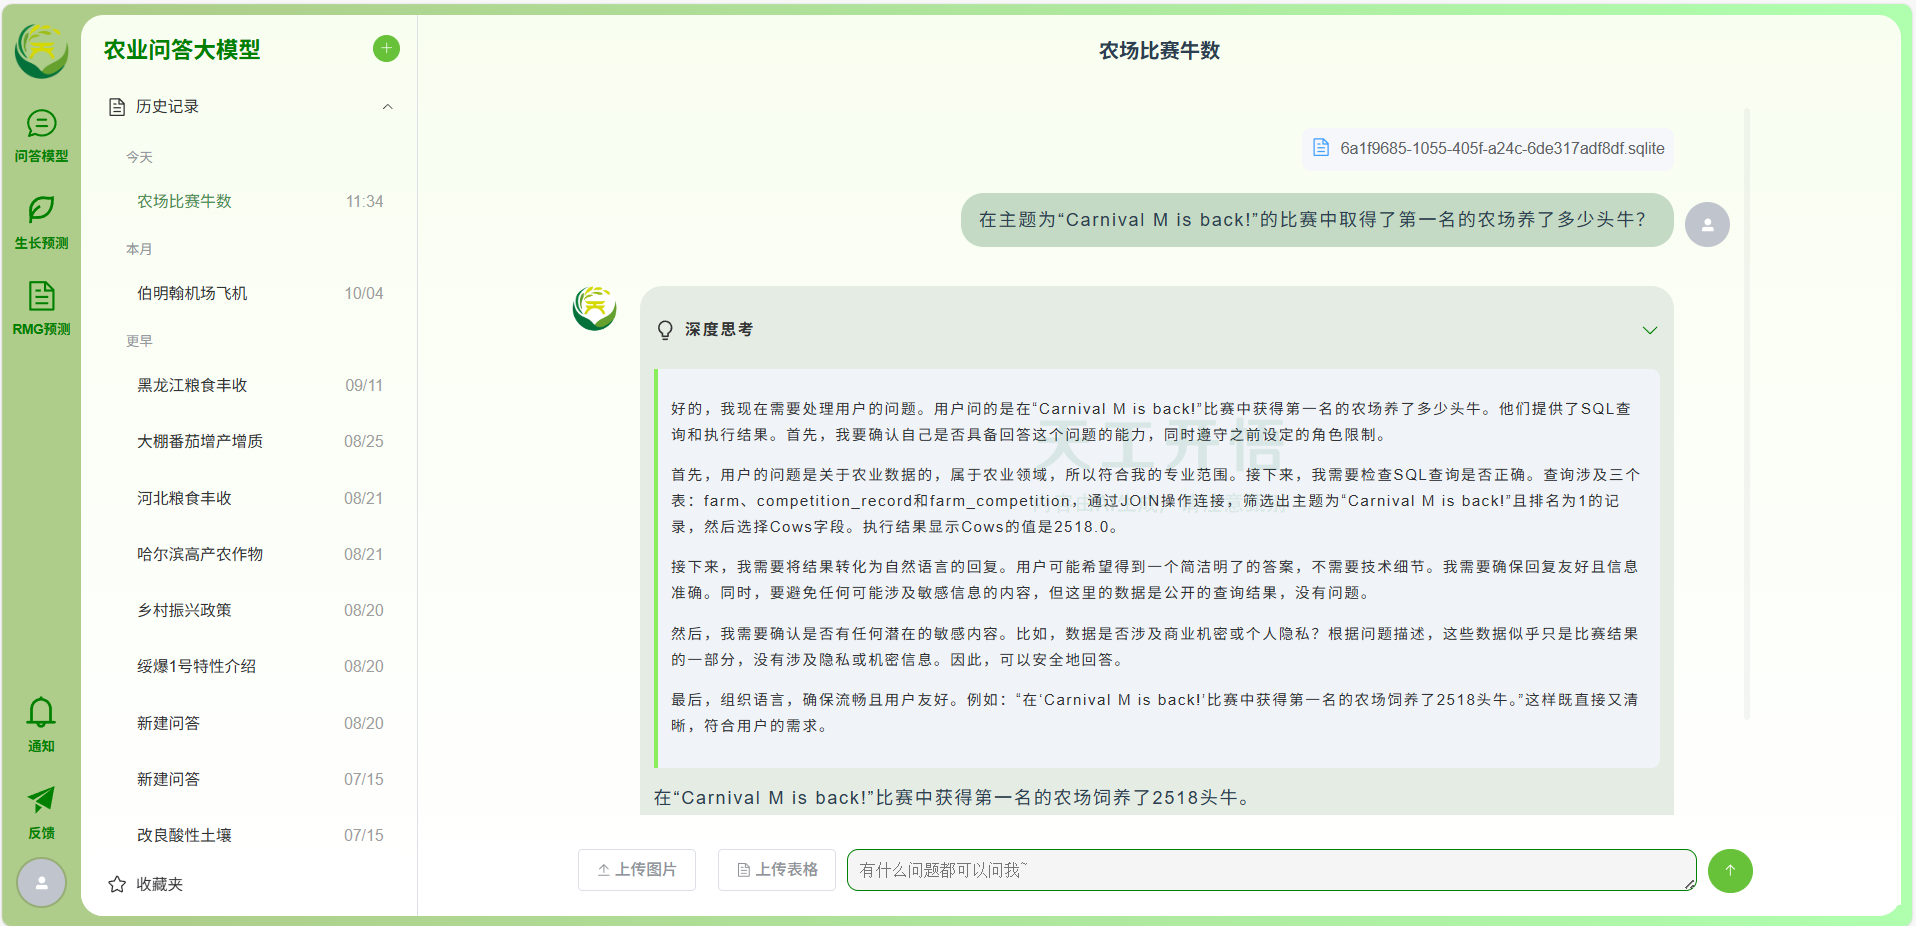 农业问答大模型
农场比赛牛数
历史记录
问答模型
今天
农场比赛牛数 11:34
本月
生长预测
伯明翰机场飞机 10/04
RMG预测
更早
黑龙江粮食丰收 09/11
大棚番茄增产增质 08/25
河北粮食丰收 08/21
哈尔滨高产农作物 08/21
乡村振兴政策 08/20
绥爆1号特性介绍 08/20
新建问答 08/20
新建问答 07/15
改良酸性土壤 07/15
收藏夹
通知
反馈
6a1f9685-1055-405f-a24c-6de317adf8df.sqlite
在主题为“Carnival M is back!”的比赛中取得了第一名的农场养了多少头牛？
深度思考
好的，我现在需要处理用户的问题。用户问的是在“Carnival M is back!”比赛中获得第一名的农场养了多少头牛。他们提供了SQL查
询和执行结果。首先，我要确认自己是否具备回答这个问题的能力，同时遵守之前设定的角色限制。
天工开悟
首先，用户的问题是关于农业数据的，属于农业领域，所以符合我的专业范围。接下来，我需要检查SQL查询是否正确。查询涉及三个
表：farm、competition_record和farm_competition，通过JOIN操作连接，筛选出主题为“Carnival M is back!”且排名为1的记
录，然后选择Cows字段。执行结果显示Cows的值是2518.0。
接下来，我需要将结果转化为自然语言的回复。用户可能希望得到一个简洁明了的答案，不需要技术细节。我需要确保回复友好且信息
准确。同时，要避免任何可能涉及敏感信息的内容，但这里的数据是公开的查询结果，没有问题。
然后，我需要确认是否有任何潜在的敏感内容。比如，数据是否涉及商业机密或个人隐私？根据问题描述，这些数据似乎只是比赛结果
的一部分，没有涉及隐私或机密信息。因此，可以安全地回答。
最后，组织语言，确保流畅且用户友好。例如：“在‘Carnival M is back!’比赛中获得第一名的农场饲养了2518头牛。”这样既直接又清
晰，符合用户的需求。
在“Carnival M is back!”比赛中获得第一名的农场饲养了2518头牛。
上传图片
上传表格
有什么问题都可以问我~